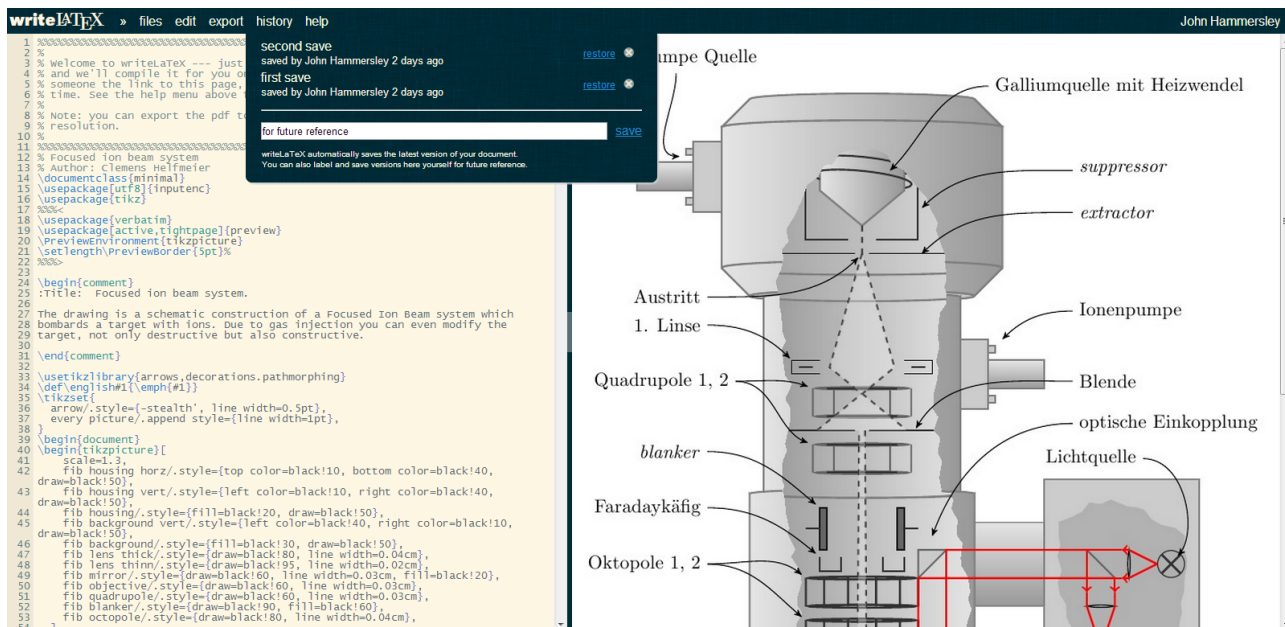 writeLATEX » files edit export history help John Hammersley
second save
saved by John Hammersley 2 days ago restore
first save
saved by John Hammersley 2 days ago restore
for future reference save
writeLaTeX automatically saves the latest version of your document.
You can also label and save versions here yourself for future reference.
1 %%%%%%%%%%%%%%%%%%%%%%%%%%%%%%%%%%
2 %
3 % Welcome to writeLaTeX --- just
4 % and we'll compile it for you
5 % someone the link to this page,
6 % time. See the help menu above
7 %
8 % Note: you can export the pdf
9 % resolution.
10 %
11 %%%%%%%%%%%%%%%%%%%%%%%%%%%%%%%%%%
12 % Focused ion beam system
13 % Author: Clemens Helfmeier
14 \documentclass{minimal}
15 \usepackage[utf8]{inputenc}
16 \usepackage{tikz}
17 %%%<
18 \usepackage{verbatim}
19 \usepackage[active,tightpage]{preview}
20 \PreviewEnvironment{tikzpicture}
21 \setlength\PreviewBorder{5pt}%
22 %%%>
23
24 \begin{comment}
25 :Title: Focused ion beam system.
26
27 The drawing is a schematic construction of a Focused Ion Beam system which
28 bombards a target with ions. Due to gas injection you can even modify the
29 target, not only destructive but also constructive.
30
31 \end{comment}
32
33 \usetikzlibrary{arrows,decorations.pathmorphing}
34 \def\english#1{\emph{#1}}
35 \tikzset{
36 arrow/.style={-stealth', line width=0.5pt},
37 every picture/.append style={line width=1pt},
38 }
39 \begin{document}
40 \begin{tikzpicture}[
41 scale=1.3,
42 fib housing horz/.style={top color=black!10, bottom color=black!40,
draw=black!50},
43 fib housing vert/.style={left color=black!10, right color=black!40,
draw=black!50},
44 fib housing/.style={fill=black!20, draw=black!50},
45 fib background vert/.style={left color=black!40, right color=black!10,
draw=black!50},
46 fib background/.style={fill=black!30, draw=black!50},
47 fib lens thick/.style={draw=black!80, line width=0.04cm},
48 fib lens thinn/.style={draw=black!95, line width=0.02cm},
49 fib mirror/.style={draw=black!60, line width=0.03cm, fill=black!20},
50 fib objective/.style={draw=black!60, line width=0.03cm},
51 fib quadrupole/.style={draw=black!60, line width=0.03cm},
52 fib blanker/.style={draw=black!90, fill=black!60},
53 fib octopole/.style={draw=black!80, line width=0.04cm},
Quelle
Galliumquelle mit Heizwendel
suppressor
extractor
Austritt
1. Linse
Ionenpumpe
Quadrupole 1, 2
Blende
optische Einkopplung
blanker
Lichtquelle
Faradaykäfig
Oktopole 1, 2